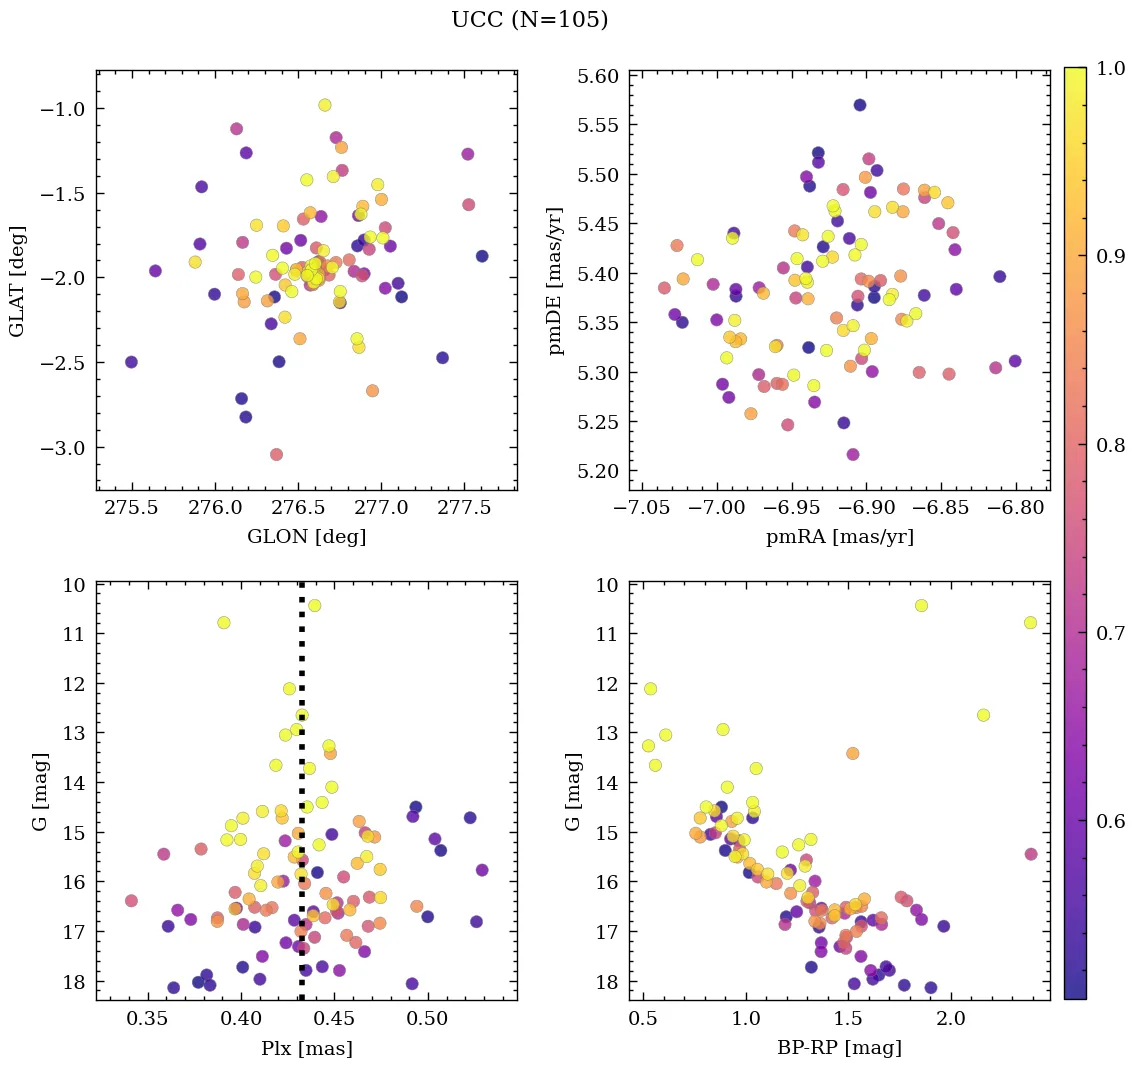 UCC (N=105)
−1.0
−1.5
−2.0
−2.5
−3.0
GLAT [deg]
275.5 276.0 276.5 277.0 277.5
GLON [deg]
5.60
5.55
5.50
5.45
5.40
5.35
5.30
5.25
5.20
pmDE [mas/yr]
−7.05 −7.00 −6.95 −6.90 −6.85 −6.80
pmRA [mas/yr]
10
11
12
13
14
15
16
17
18
G [mag]
0.35 0.40 0.45 0.50
Plx [mas]
10
11
12
13
14
15
16
17
18
G [mag]
0.5 1.0 1.5 2.0
BP-RP [mag]
1.0
0.9
0.8
0.7
0.6